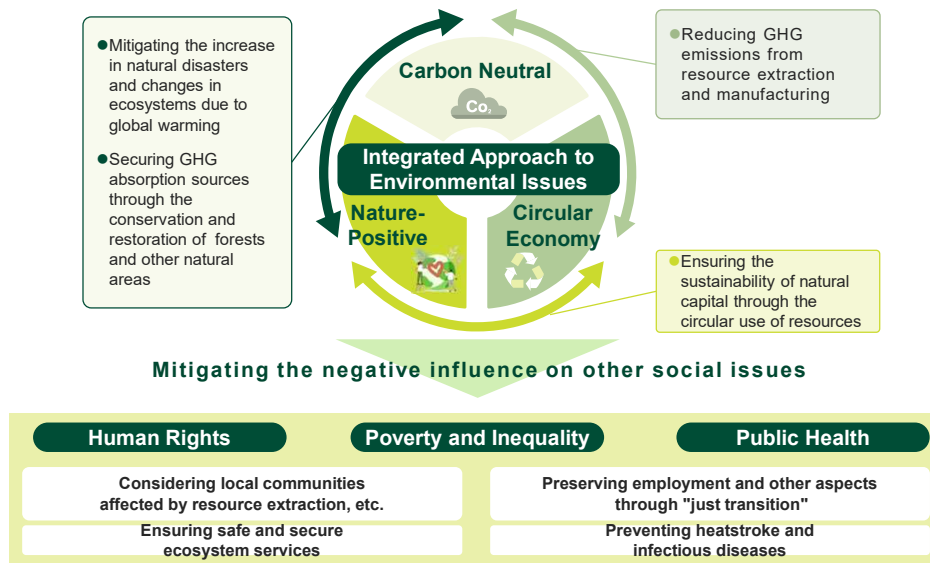 ●Mitigating the increase
in natural disasters
and changes in
ecosystems due to
global warming
●Securing GHG
absorption sources
through the
conservation and
restoration of forests
and other natural
areas
Carbon Neutral
Co₂
●Reducing GHG
emissions from
resource extraction
and manufacturing
Integrated Approach to
Environmental Issues
Nature-
Positive
Circular
Economy
●Ensuring the
sustainability of natural
capital through the
circular use of resources
Mitigating the negative influence on other social issues
Human Rights
Poverty and Inequality
Public Health
Considering local communities
affected by resource extraction, etc.
Preserving employment and other aspects
through "just transition"
Ensuring safe and secure
ecosystem services
Preventing heatstroke and
infectious diseases